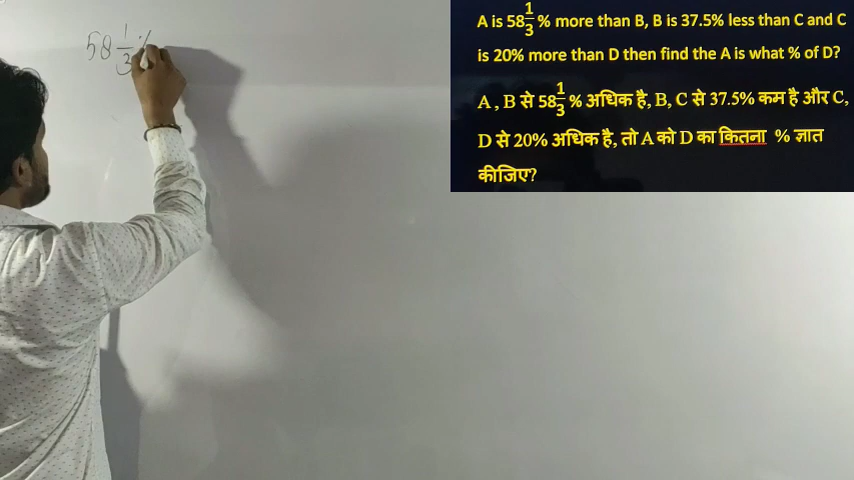 58 1/3 %
A is 58 1/3 % more than B, B is 37.5% less than C and C
is 20% more than D then find the A is what % of D?
A , B से 58 1/3 % अधिक है, B, C से 37.5% कम है और C,
D से 20% अधिक है, तो A को D का कितना % ज्ञात
कीजिए?